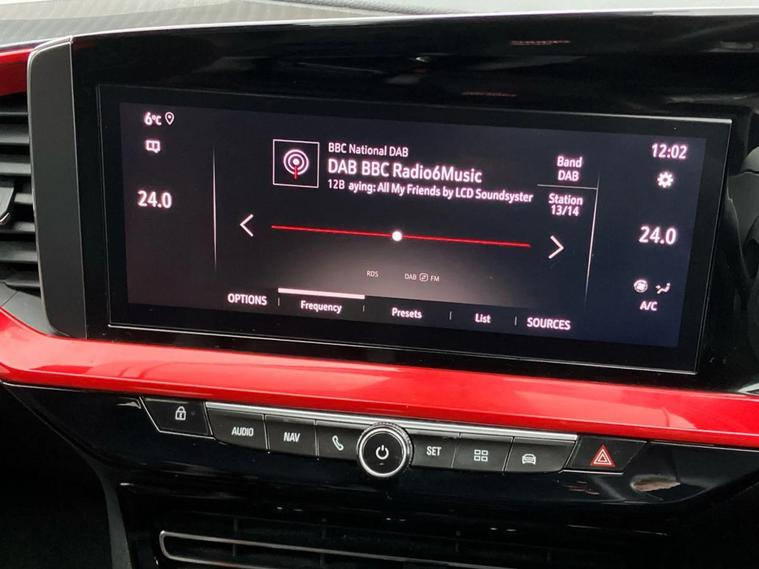 6°C
12:02
BBC National DAB
DAB BBC Radio6Music
12B aying: All My Friends by LCD Soundsyster
Band
DAB
Station
13/14
24.0
24.0
RDS
DAB FM
A/C
OPTIONS
Frequency
Presets
List
SOURCES
AUDIO
NAV
SET